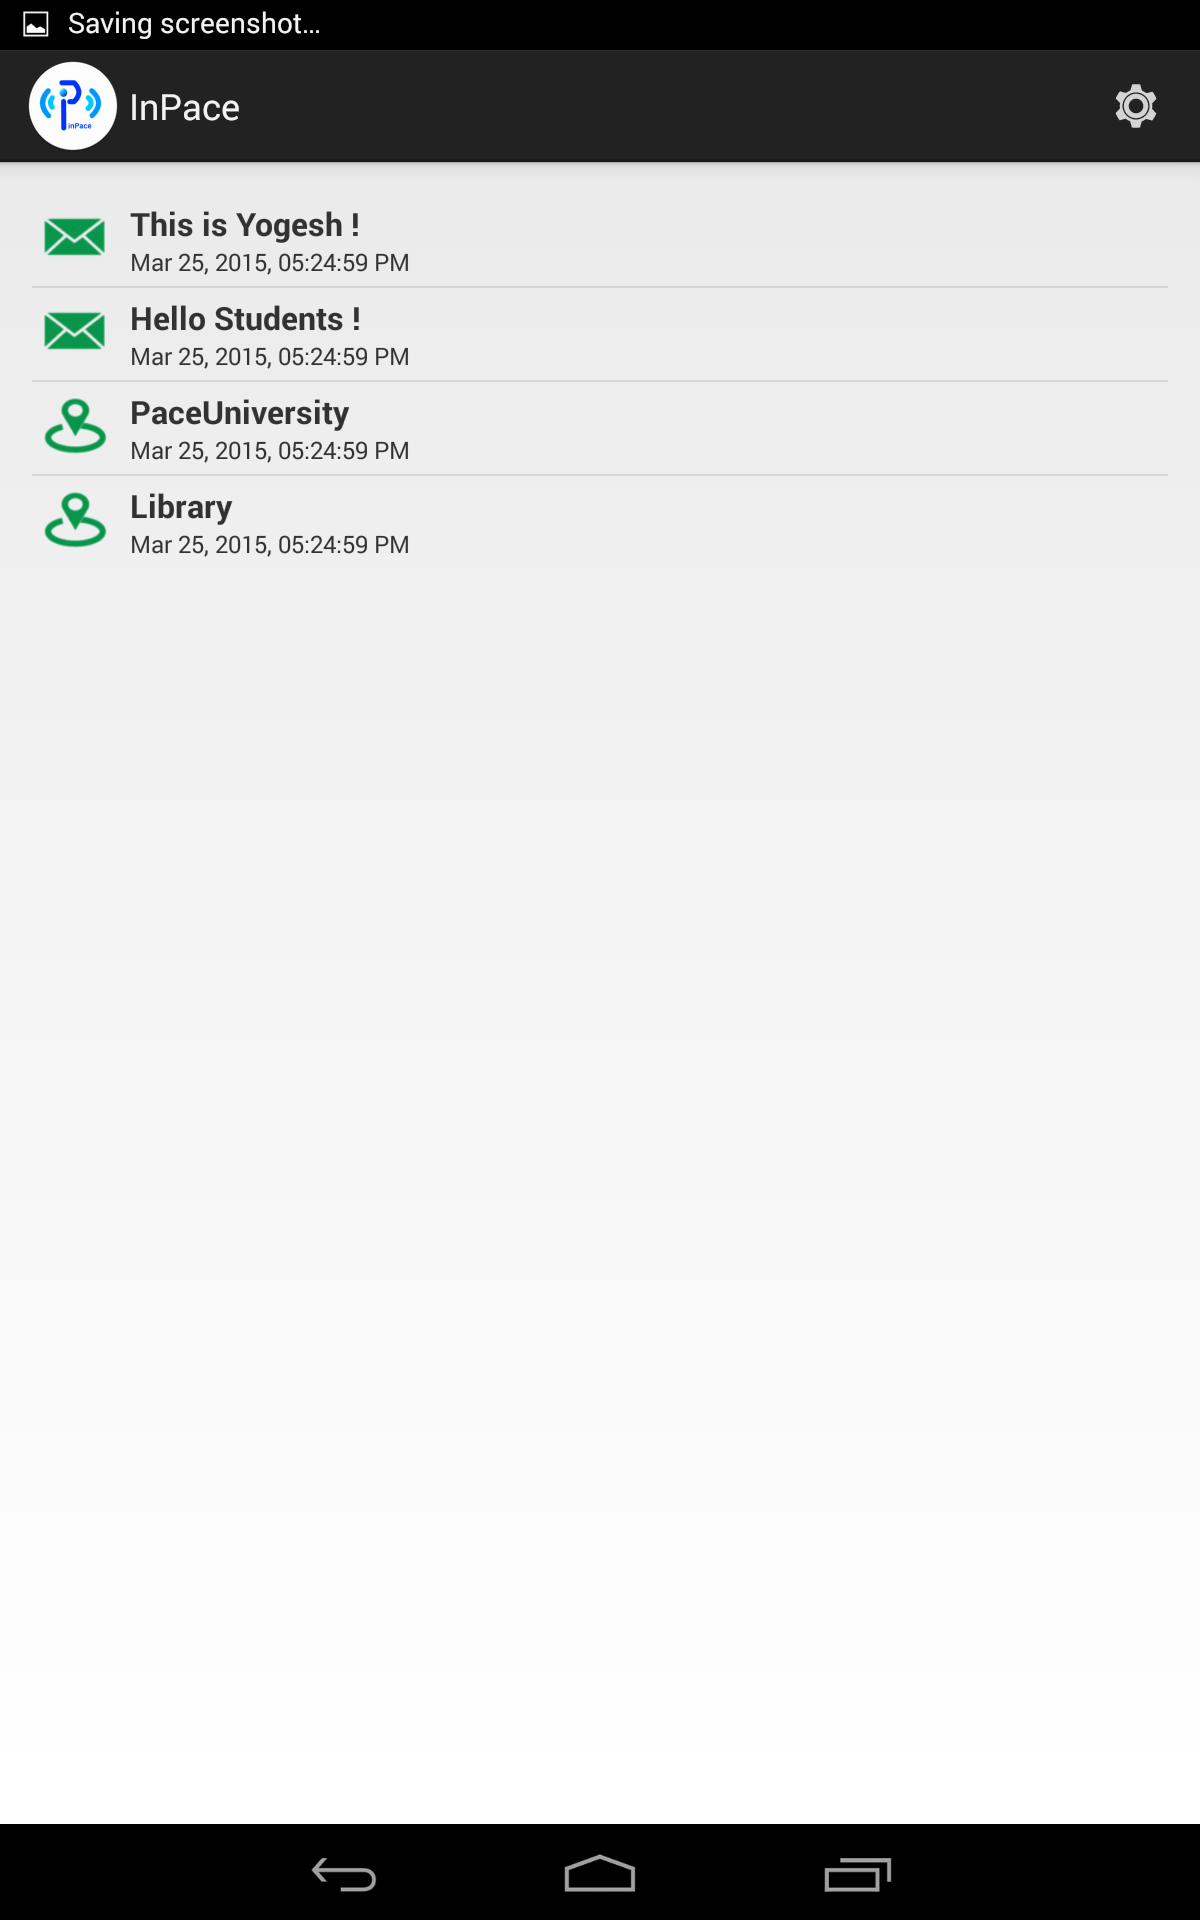 Saving screenshot...
inPace
InPace
This is Yogesh !
Mar 25, 2015, 05:24:59 PM
Hello Students !
Mar 25, 2015, 05:24:59 PM
PaceUniversity
Mar 25, 2015, 05:24:59 PM
Library
Mar 25, 2015, 05:24:59 PM